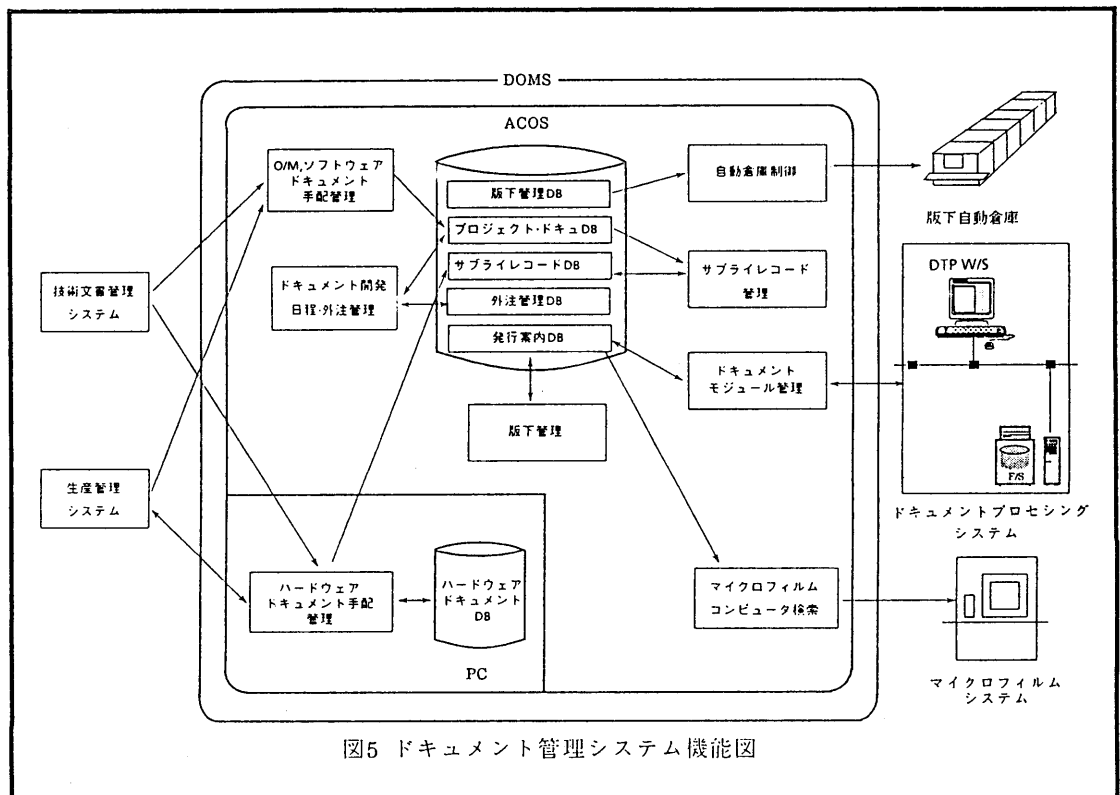 DOMS
ACOS
O/M,ソフトウェア
ドキュメント
手配管理
版下管理DB
プロジェクト・ドキュDB
サブライレコードDB
外注管理DB
発行案内DB
自動倉庫制御
版下自動倉庫
技術文書管理
システム
ドキュメント開発
日程・外注管理
サブライレコード
管理
DTP W/S
ドキュメント
モジュール管理
版下管理
F/S
ドキュメントプロセシング
システム
生産管理
システム
ハードウェア
ドキュメント手配
管理
ハードウェア
ドキュメント
DB
PC
マイクロフィルム
コンピュータ検索
マイクロフィルム
システム
図5 ドキュメント管理システム機能図